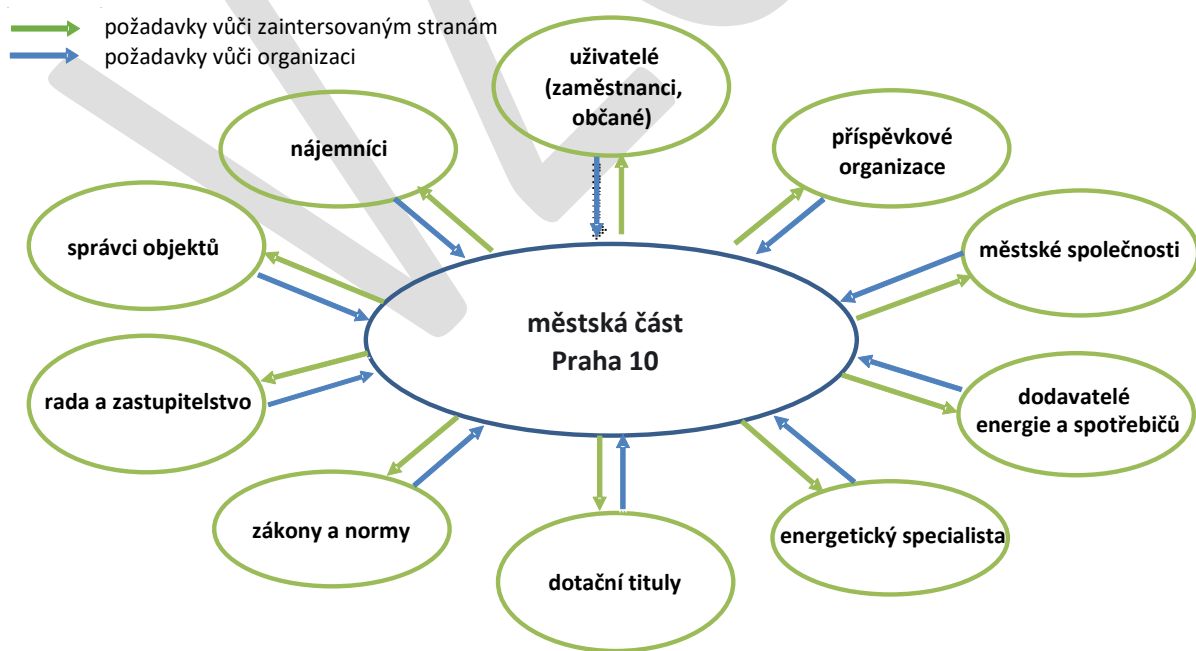 požadavky vůči zaintersovaným stranám
požadavky vůči organizaci
uživatelé
(zaměstnanci,
občané)
nájemníci
příspěvkové
organizace
správci objektů
městské společnosti
městská část
Praha 10
rada a zastupitelstvo
dodavatelé
energie a spotřebičů
zákony a normy
energetický specialista
dotační tituly